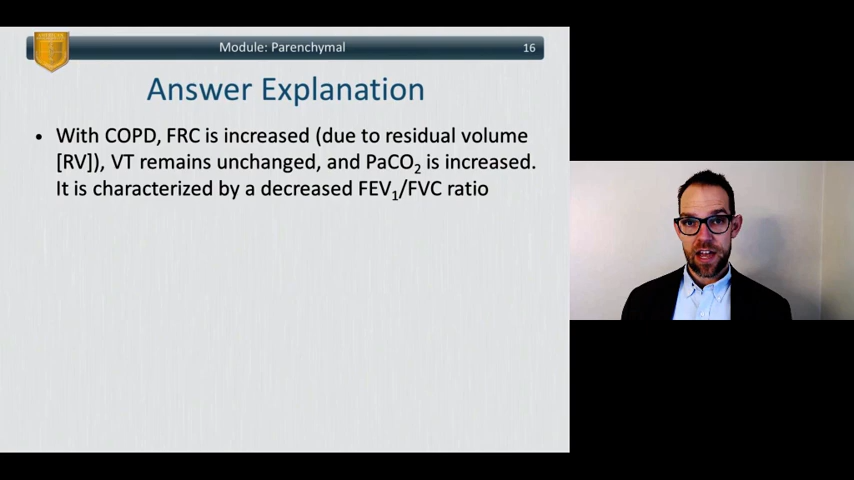 Module: Parenchymal
16
Answer Explanation
• With COPD, FRC is increased (due to residual volume
[RV]), VT remains unchanged, and PaCO₂ is increased.
It is characterized by a decreased FEV₁/FVC ratio